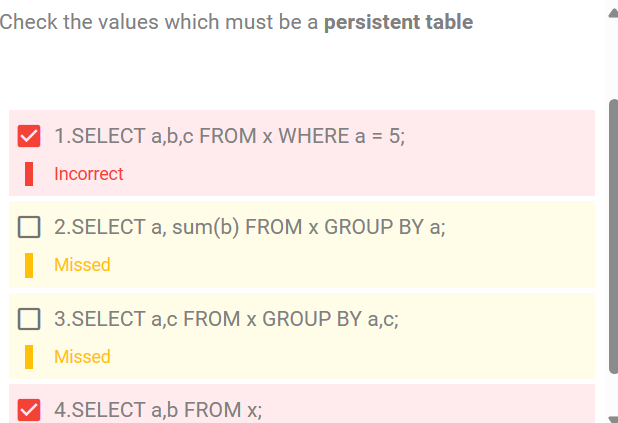 Check the values which must be a persistent table
1.SELECT a,b,c FROM x WHERE a = 5;
Incorrect
2.SELECT a, sum(b) FROM x GROUP BY a;
Missed
3.SELECT a,c FROM x GROUP BY a,c;
Missed
4.SELECT a,b FROM x;